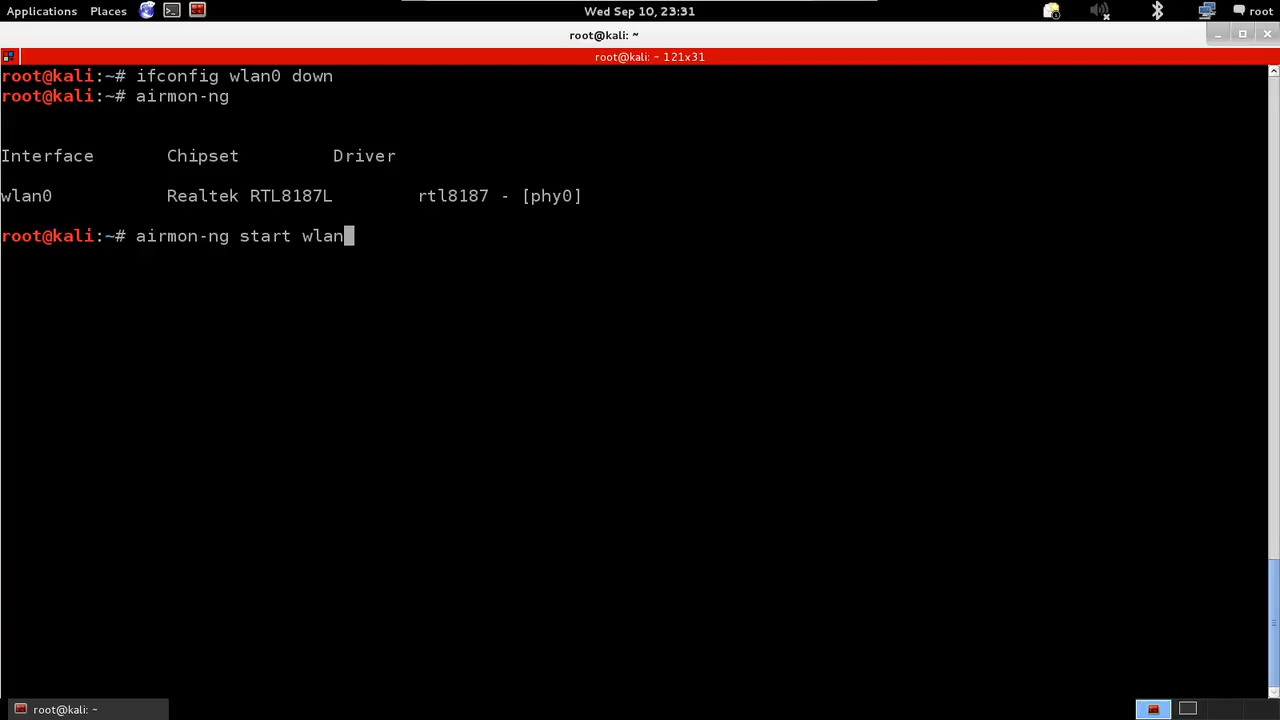 Applications Places Wed Sep 10, 23:31 root
root@kali: ~
root@kali: ~ 121x31
root@kali:~# ifconfig wlan0 down
root@kali:~# airmon-ng
Interface Chipset Driver
wlan0 Realtek RTL8187L rtl8187 - [phy0]
root@kali:~# airmon-ng start wlan
root@kali: ~